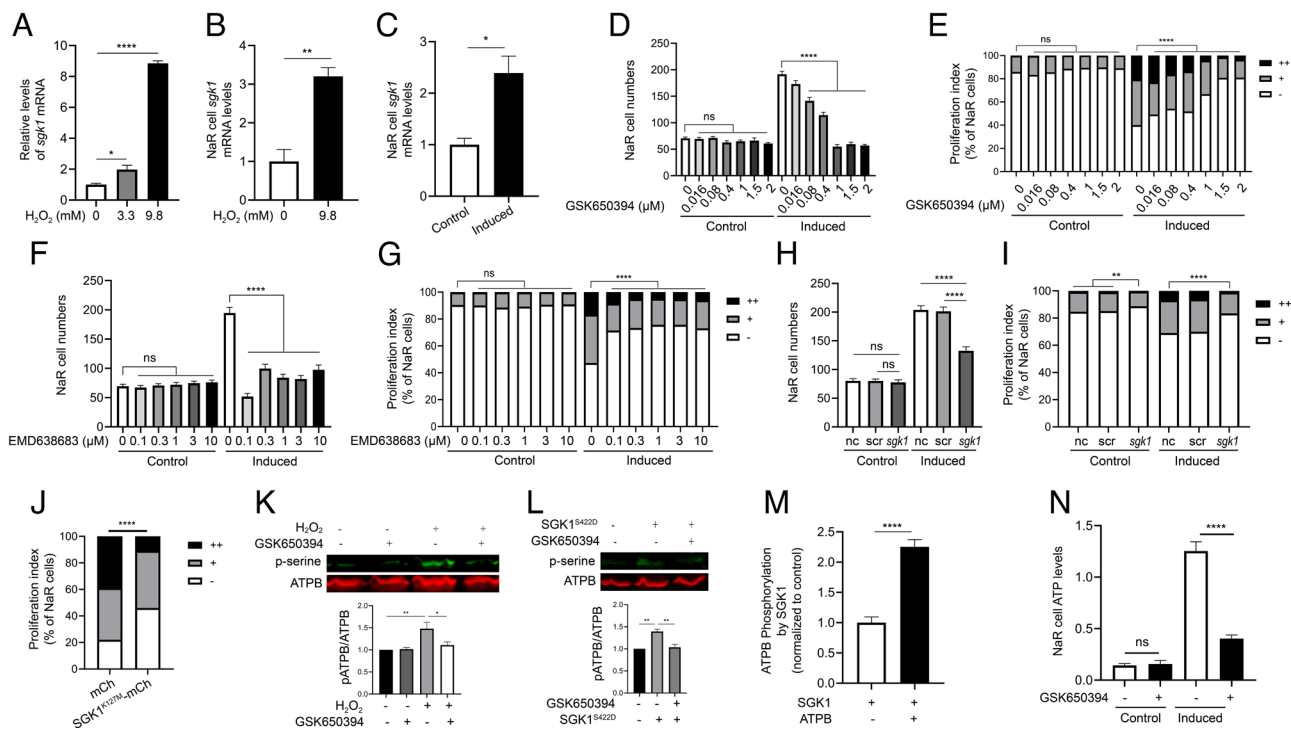 A
Relative levels
of sgk1 mRNA
10
8
6
4
2
0
****
*
H₂O₂ (mM) 0 3.3 9.8
B
NaR cell sgk1
mRNA levlels
4
3
2
1
0
**
H₂O₂ (mM) 0 9.8
C
NaR cell sgk1
mRNA levels
3
2
1
0
*
Control Induced
D
NaR cell numbers
250
200
150
100
50
0
ns
****
GSK650394 (μM) 0 0.016 0.08 0.4 1 1.5 2 0 0.016 0.08 0.4 1 1.5 2
Control Induced
E
Proliferation index
(% of NaR cells)
100
80
60
40
20
0
ns
****
++
+
-
GSK650394 (μM) 0 0.016 0.08 0.4 1 1.5 2 0 0.016 0.08 0.4 1 1.5 2
Control Induced
F
NaR cell numbers
250
200
150
100
50
0
ns
****
EMD638683 (μM) 0 0.1 0.3 1 3 10 0 0.1 0.3 1 3 10
Control Induced
G
Proliferation index
(% of NaR cells)
100
80
60
40
20
0
ns
****
++
+
-
EMD638683 (μM) 0 0.1 0.3 1 3 10 0 0.1 0.3 1 3 10
Control Induced
H
NaR cell numbers
250
200
150
100
50
0
ns
ns
****
****
nc scr sgk1 nc scr sgk1
Control Induced
I
Proliferation index
(% of NaR cells)
100
80
60
40
20
0
**
****
++
+
-
nc scr sgk1 nc scr sgk1
Control Induced
J
Proliferation index
(% of NaR cells)
100
80
60
40
20
0
****
++
+
-
mCh SGK1ᴷ¹²⁷ᴹ-mCh
K
H₂O₂ - - + +
GSK650394 - + - +
p-serine
ATPB
pATPB/ATPB
2.0
1.5
1.0
0.5
0.0
** *
H₂O₂ - - + +
GSK650394 - + - +
L
SGK1ˢ⁴²²ᴰ - + +
GSK650394 - - +
p-serine
ATPB
pATPB/ATPB
2.0
1.5
1.0
0.5
0.0
** **
GSK650394 - - +
SGK1ˢ⁴²²ᴰ - + +
M
ATPB Phosphorylation
by SGK1
(normalized to control)
2.5
2.0
1.5
1.0
0.5
0.0
****
SGK1 + +
ATPB - +
N
NaR cell ATP levels
1.5
1.0
0.5
0.0
ns
****
GSK650394 - + - +
Control Induced